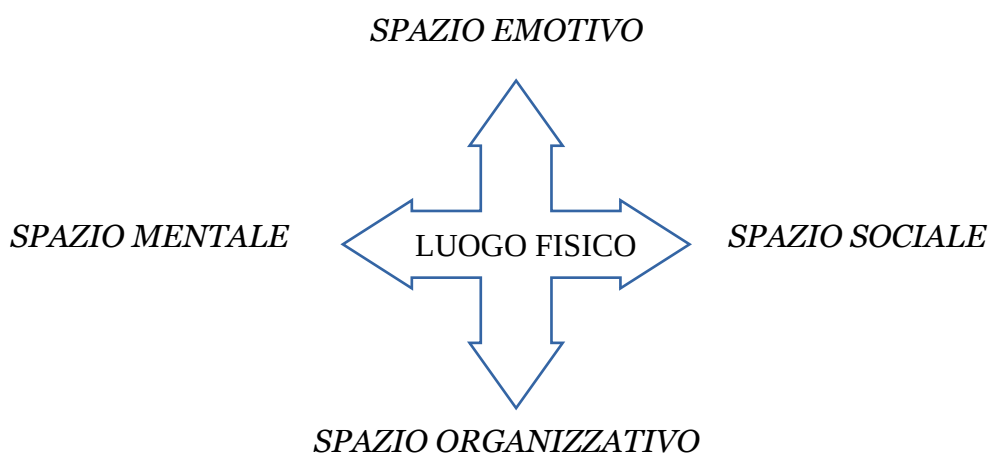 SPAZIO EMOTIVO
SPAZIO MENTALE
LUOGO FISICO
SPAZIO SOCIALE
SPAZIO ORGANIZZATIVO